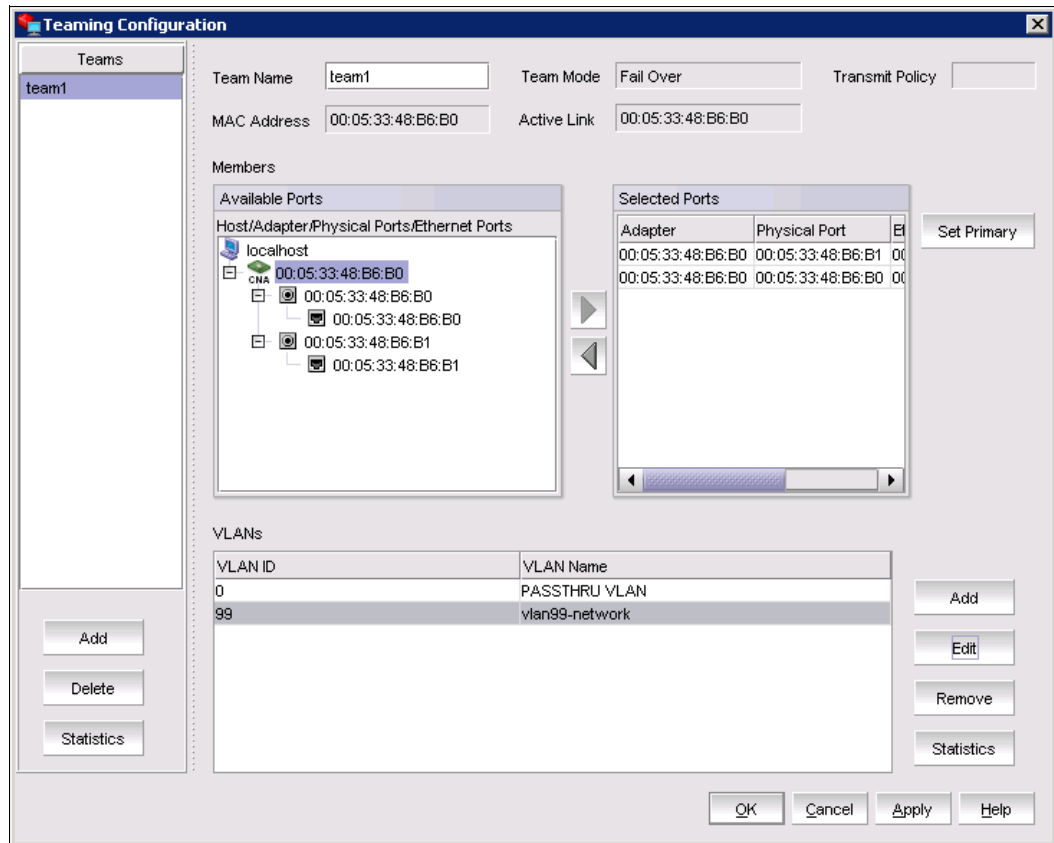 Teaming Configuration
Teams
team1
Add
Delete
Statistics
Team Name team1 Team Mode Fail Over Transmit Policy
MAC Address 00:05:33:48:B6:B0 Active Link 00:05:33:48:B6:B0
Members
Available Ports
Host/Adapter/Physical Ports/Ethernet Ports
localhost
CNA 00:05:33:48:B6:B0
00:05:33:48:B6:B0
00:05:33:48:B6:B0
00:05:33:48:B6:B1
00:05:33:48:B6:B1
Selected Ports
Adapter Physical Port
00:05:33:48:B6:B0 00:05:33:48:B6:B1
00:05:33:48:B6:B0 00:05:33:48:B6:B0
Set Primary
VLANs
VLAN ID VLAN Name
0 PASSTHRU VLAN
99 vlan99-network
Add
Edit
Remove
Statistics
OK Cancel Apply Help